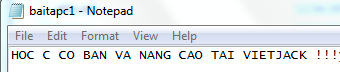 baitapc1 - Notepad
File Edit Format View Help
HOC C CO BAN VA NANG CAO TAI VIETJACK !!!